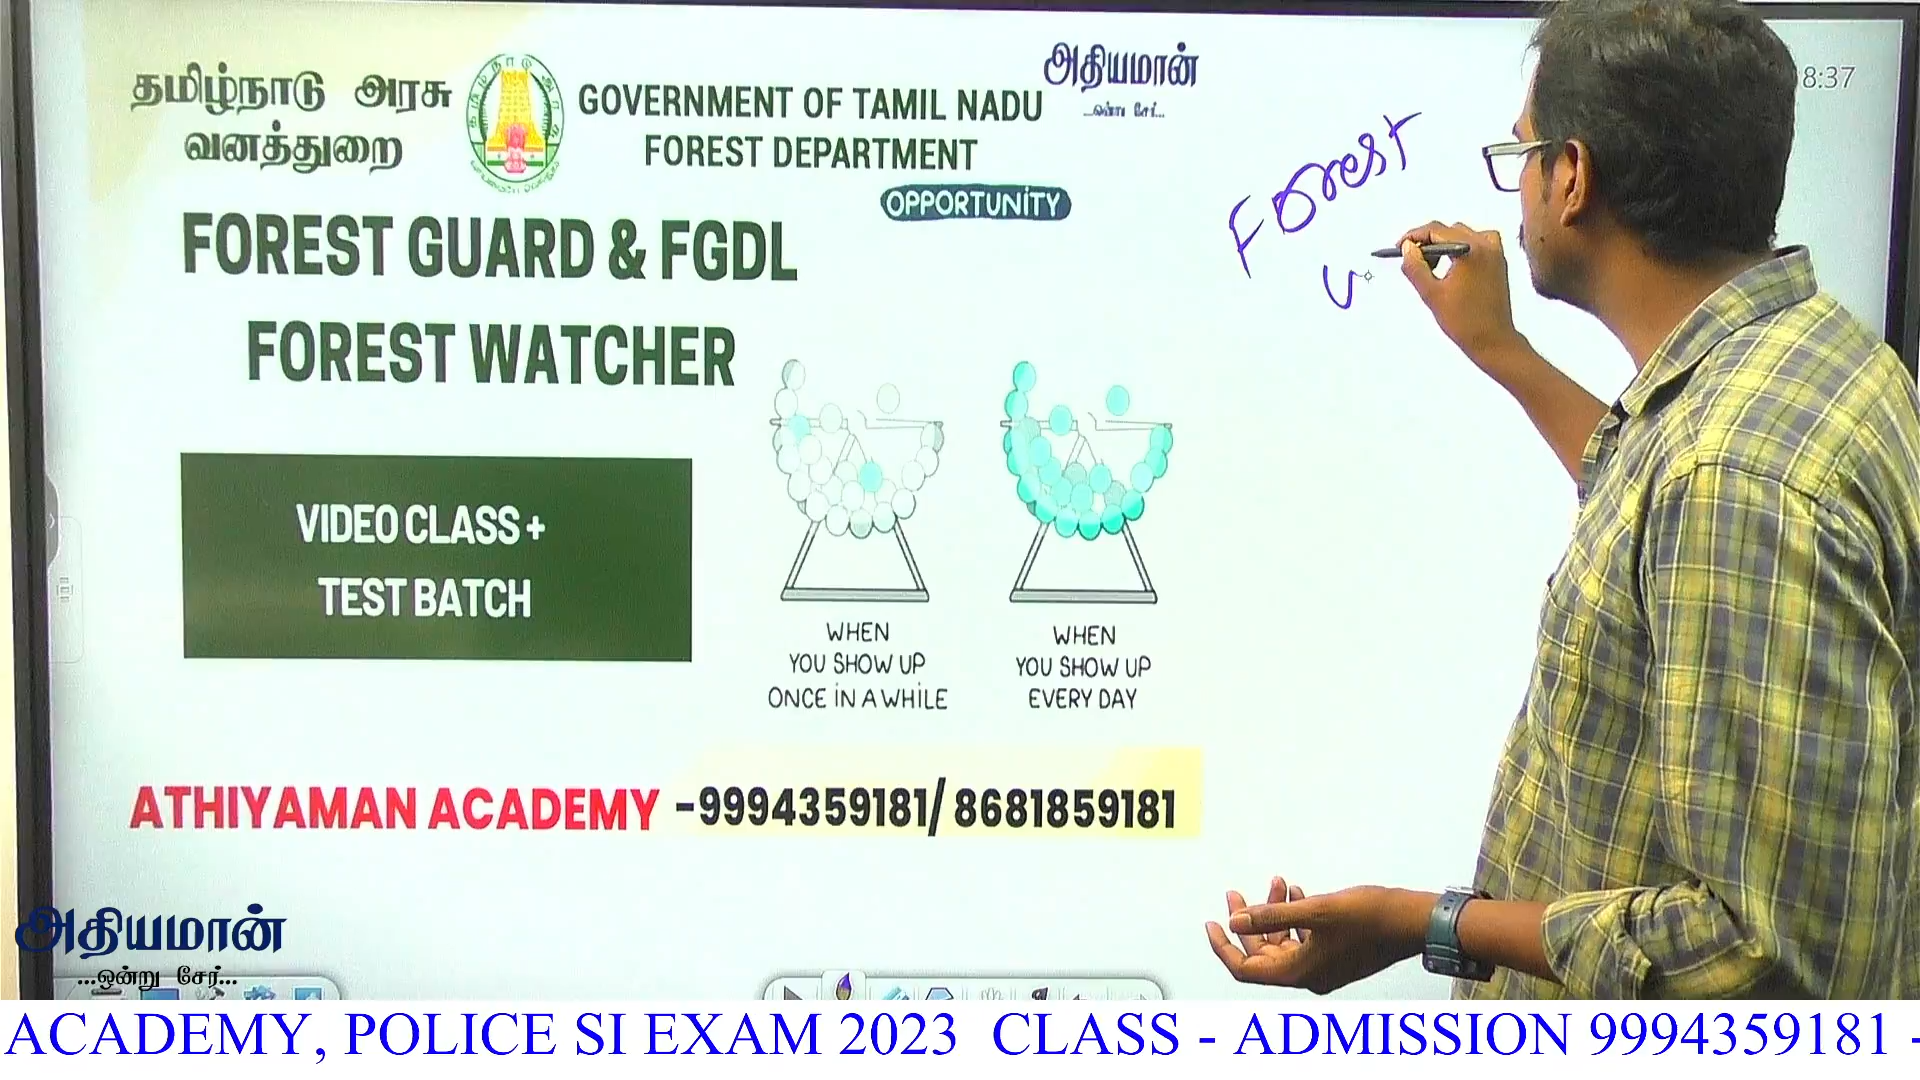 தமிழ்நாடு அரசு
வனத்துறை
GOVERNMENT OF TAMIL NADU
FOREST DEPARTMENT
அதியமான்
...ஒன்று சேர்...
8:37
OPPORTUNITY
FOREST GUARD & FGDL
FOREST WATCHER
Forest
VIDEO CLASS +
TEST BATCH
WHEN
YOU SHOW UP
ONCE IN A WHILE
WHEN
YOU SHOW UP
EVERY DAY
ATHIYAMAN ACADEMY -9994359181/ 8681859181
அதியமான்
...ஒன்று சேர்...
ACADEMY, POLICE SI EXAM 2023 CLASS - ADMISSION 9994359181 -